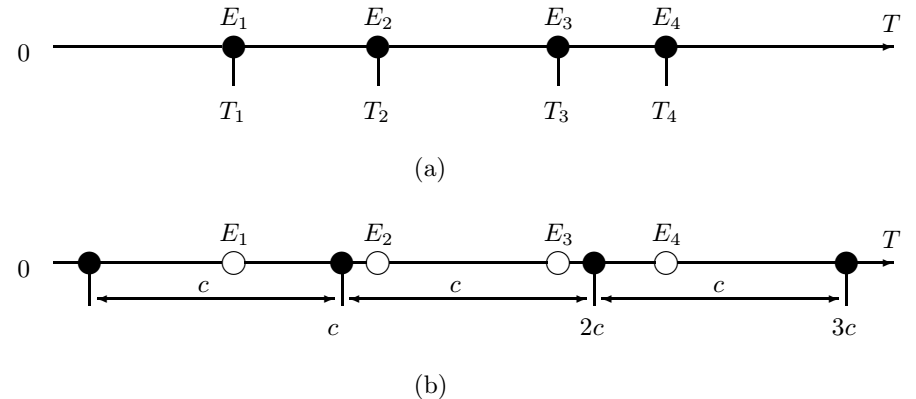 E₁ E₂ E₃ E₄ T
0
T₁ T₂ T₃ T₄
(a)
E₁ E₂ E₃ E₄ T
0
c c c
c 2c 3c
(b)